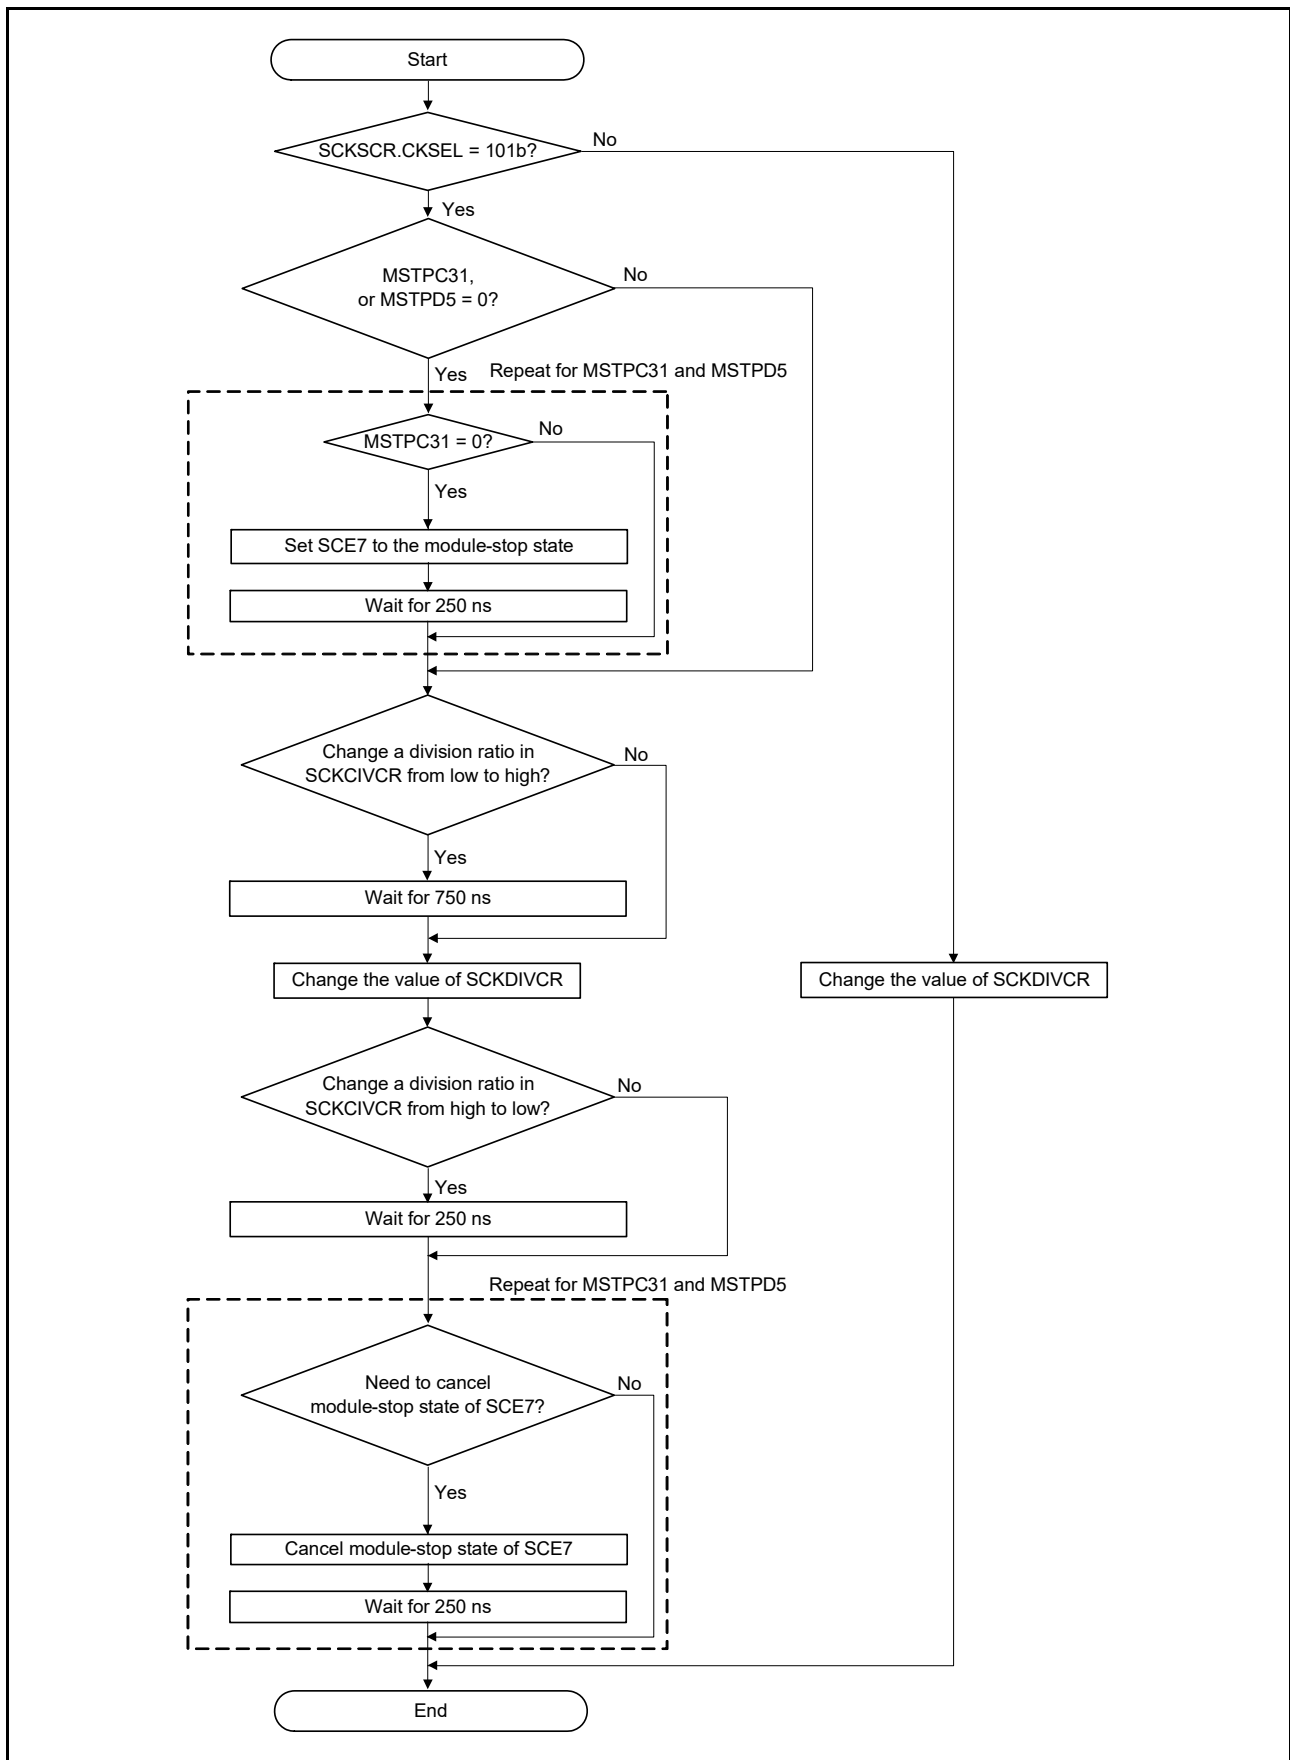 Start
SCKSCR.CKSEL = 101b?
No
Yes
MSTPC31,
or MSTPD5 = 0?
No
Yes
Repeat for MSTPC31 and MSTPD5
MSTPC31 = 0?
No
Yes
Set SCE7 to the module-stop state
Wait for 250 ns
Change a division ratio in
SCKCIVCR from low to high?
No
Yes
Wait for 750 ns
Change the value of SCKDIVCR
Change the value of SCKDIVCR
Change a division ratio in
SCKCIVCR from high to low?
No
Yes
Wait for 250 ns
Repeat for MSTPC31 and MSTPD5
Need to cancel
module-stop state of SCE7?
No
Yes
Cancel module-stop state of SCE7
Wait for 250 ns
End